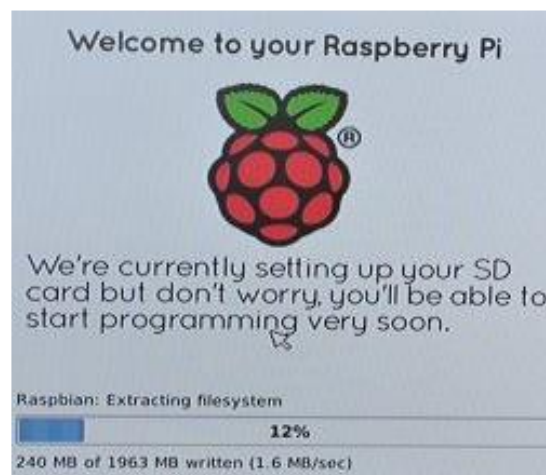 Welcome to your Raspberry Pi
®
We're currently setting up your SD
card but don't worry, you'll be able to
start programming very soon.
Raspbian: Extracting filesystem
12%
240 MB of 1963 MB written (1.6 MB/sec)